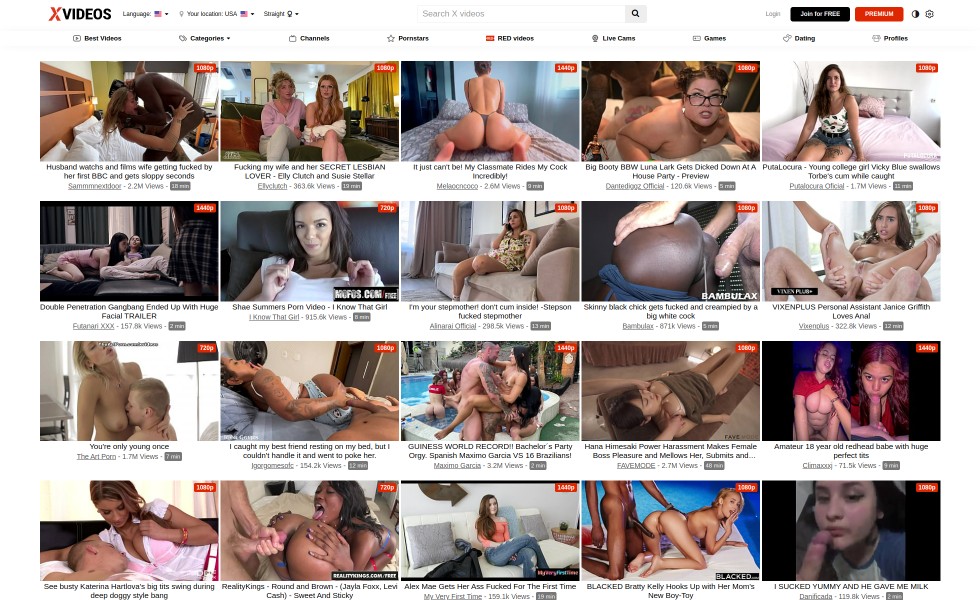 XVIDEOS
Language:
Your location: USA
Straight
Search X videos
Login
Join for FREE
PREMIUM
Best Videos
Categories
Channels
Pornstars
RED videos
Live Cams
Games
Dating
Profiles
1080p
Husband watchs and films wife getting fucked by
her first BBC and gets sloppy seconds
Sammmnextdoor - 2.2M Views - 18 min
1080p
Fucking my wife and her SECRET LESBIAN
LOVER - Elly Clutch and Susie Stellar
Ellyclutch - 363.6k Views - 19 min
1440p
It just can't be! My Classmate Rides My Cock
Incredibly!
Melaoncoco - 2.6M Views - 9 min
1080p
Big Booty BBW Luna Lark Gets Dicked Down At A
House Party - Preview
Dantediggz Official - 120.6k Views - 5 min
1080p
PutaLocura - Young college girl Vicky Blue swallows
Torbe's cum while caught
Putalocura Oficial - 1.7M Views - 11 min
1440p
Double Penetration Gangbang Ended Up With Huge
Facial TRAILER
Futanari XXX - 157.8k Views - 2 min
720p
MOFOS.COM/FREE
Shae Summers Porn Video - I Know That Girl
I Know That Girl - 915.6k Views - 8 min
1080p
I'm your stepmother! don't cum inside! -Stepson
fucked stepmother
Alinarai Official - 298.5k Views - 13 min
1080p
BAMBULAX
Skinny black chick gets fucked and creampied by a
big white cock
Bambulax - 871k Views - 5 min
1080p
VIXEN PLUS+
VIXENPLUS Personal Assistant Janice Griffith
Loves Anal
Vixenplus - 322.8k Views - 12 min
720p
You're only young once
The Art Porn - 1.7M Views - 7 min
1080p
I caught my best friend resting on my bed, but I
couldn't handle it and went to poke her.
Igorgomesofc - 154.2k Views - 12 min
1440p
GUINESS WORLD RECORD!! Bachelor´s Party
Orgy. Spanish Maximo Garcia VS 16 Brazilians!
Maximo Garcia - 3.2M Views - 2 min
1080p
FAVE
Hana Himesaki Power Harassment Makes Female
Boss Pleasure and Mellows Her, Submits and...
FAVEMODE - 2.7M Views - 48 min
1440p
Amateur 18 year old redhead babe with huge
perfect tits
Climaxxxj - 71.5k Views - 9 min
1080p
See busty Katerina Hartlova's big tits swing during
deep doggy style bang
720p
REALITYKINGS.COM/FREE
RealityKings - Round and Brown - (Jayla Foxx, Levi
Cash) - Sweet And Sticky
1440p
MyVeryFirstTime
Alex Mae Gets Her Ass Fucked For The First Time
My Very First Time - 159.1k Views - 19 min
1080p
BLACKED
BLACKED Bratty Kelly Hooks Up with Her Mom's
New Boy-Toy
1080p
I SUCKED YUMMY AND HE GAVE ME MILK
Danificada - 119.8k Views - 2 min